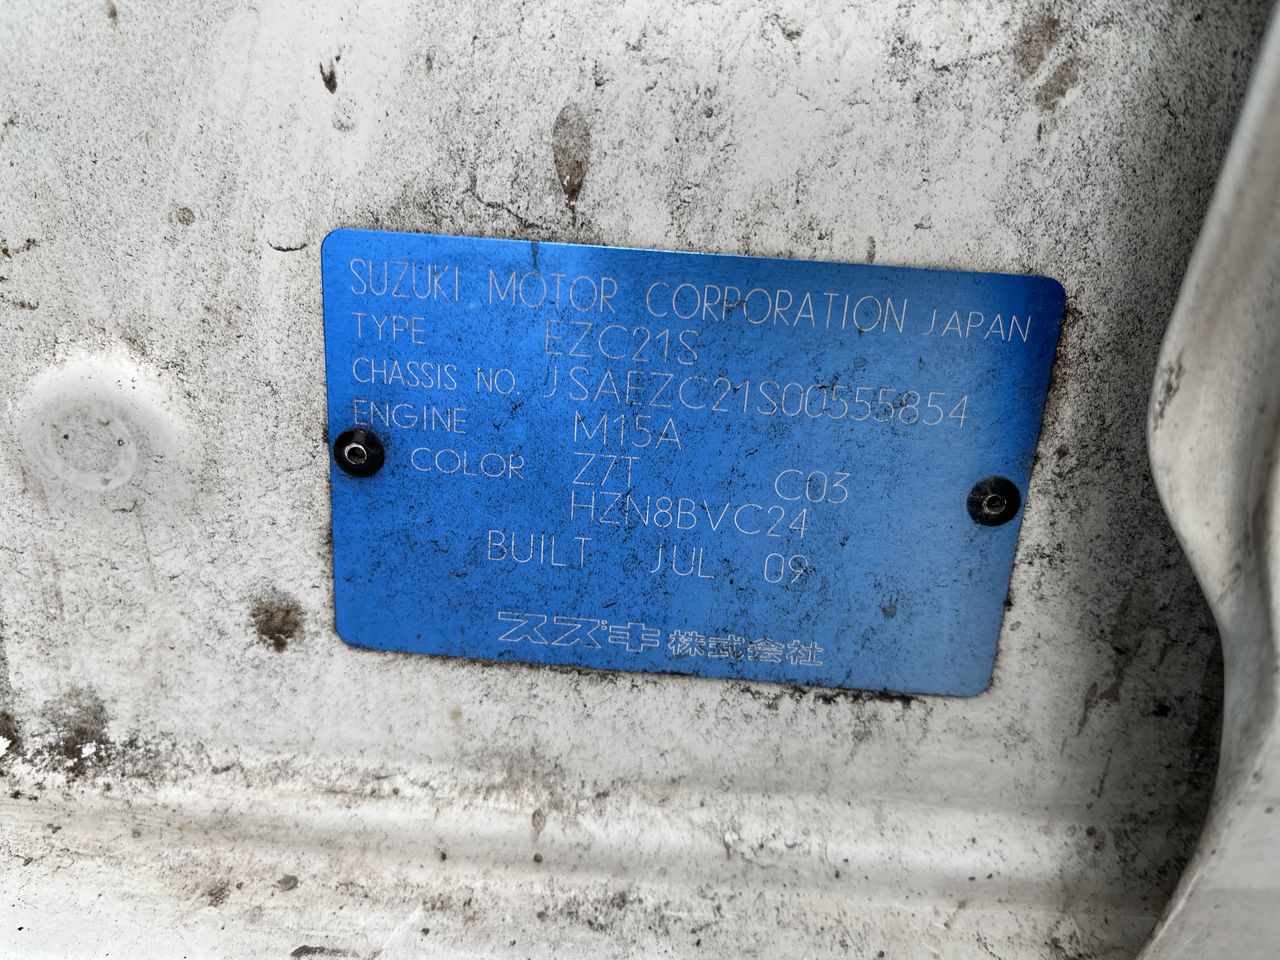 SUZUKI MOTOR CORPORATION JAPAN
TYPE EZC21S
CHASSIS NO. JSAEZC21S00555854
ENGINE M15A
COLOR Z7T C03
HZN8BVC24
BUILT JUL 09
スズキ株式会社